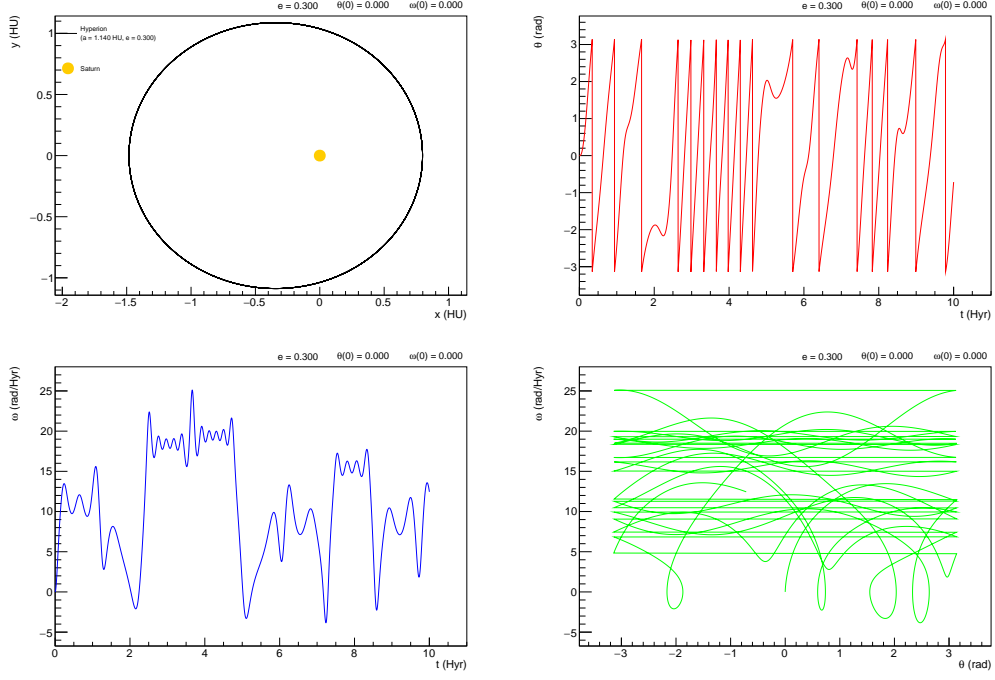 e = 0.300 θ(0) = 0.000 ω(0) = 0.000
y (HU)
1
0.5
0
−0.5
−1
Hyperion
(a = 1.140 HU, e = 0.300)
Saturn
−2 −1.5 −1 −0.5 0 0.5 1
x (HU)
e = 0.300 θ(0) = 0.000 ω(0) = 0.000
θ (rad)
3
2
1
0
−1
−2
−3
0 2 4 6 8 10
t (Hyr)
e = 0.300 θ(0) = 0.000 ω(0) = 0.000
ω (rad/Hyr)
25
20
15
10
5
0
−5
0 2 4 6 8 10
t (Hyr)
e = 0.300 θ(0) = 0.000 ω(0) = 0.000
ω (rad/Hyr)
25
20
15
10
5
0
−5
−3 −2 −1 0 1 2 3
θ (rad)